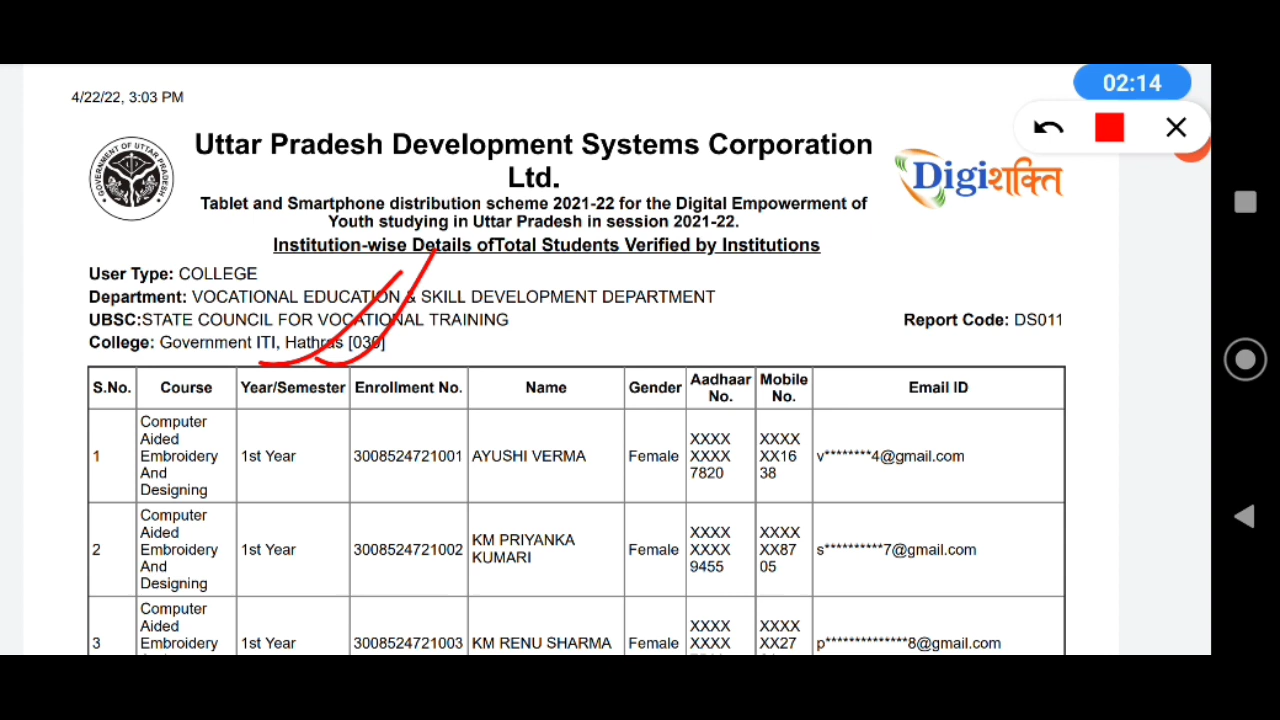 02:14
4/22/22, 3:03 PM
GOVERNMENT OF UTTAR PRADESH
Uttar Pradesh Development Systems Corporation
Ltd.
Digiशक्ति
Tablet and Smartphone distribution scheme 2021-22 for the Digital Empowerment of
Youth studying in Uttar Pradesh in session 2021-22.
Institution-wise Details ofTotal Students Verified by Institutions
User Type: COLLEGE
Department: VOCATIONAL EDUCATION & SKILL DEVELOPMENT DEPARTMENT
UBSC:STATE COUNCIL FOR VOCATIONAL TRAINING Report Code: DS011
College: Government ITI, Hathras [030]
S.No. Course Year/Semester Enrollment No. Name Gender Aadhaar No. Mobile No. Email ID
1 Computer Aided Embroidery And Designing 1st Year 3008524721001 AYUSHI VERMA Female XXXX XXXX 7820 XXXX XX16 38 v********4@gmail.com
2 Computer Aided Embroidery And Designing 1st Year 3008524721002 KM PRIYANKA KUMARI Female XXXX XXXX 9455 XXXX XX87 05 s**********7@gmail.com
3 Computer Aided Embroidery 1st Year 3008524721003 KM RENU SHARMA Female XXXX XXXX XXXX XX27 p**************8@gmail.com